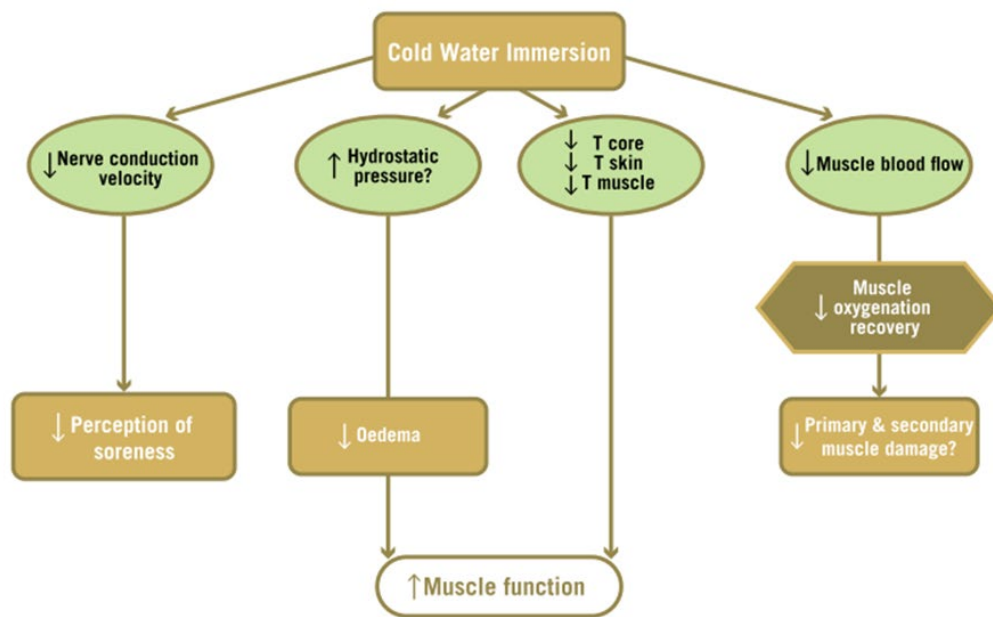 Cold Water Immersion
↓ Nerve conduction
velocity
↑ Hydrostatic
pressure?
↓ T core
↓ T skin
↓ T muscle
↓ Muscle blood flow
Muscle
↓ oxygenation
recovery
↓ Perception of
soreness
↓ Oedema
↓ Primary & secondary
muscle damage?
↑ Muscle function